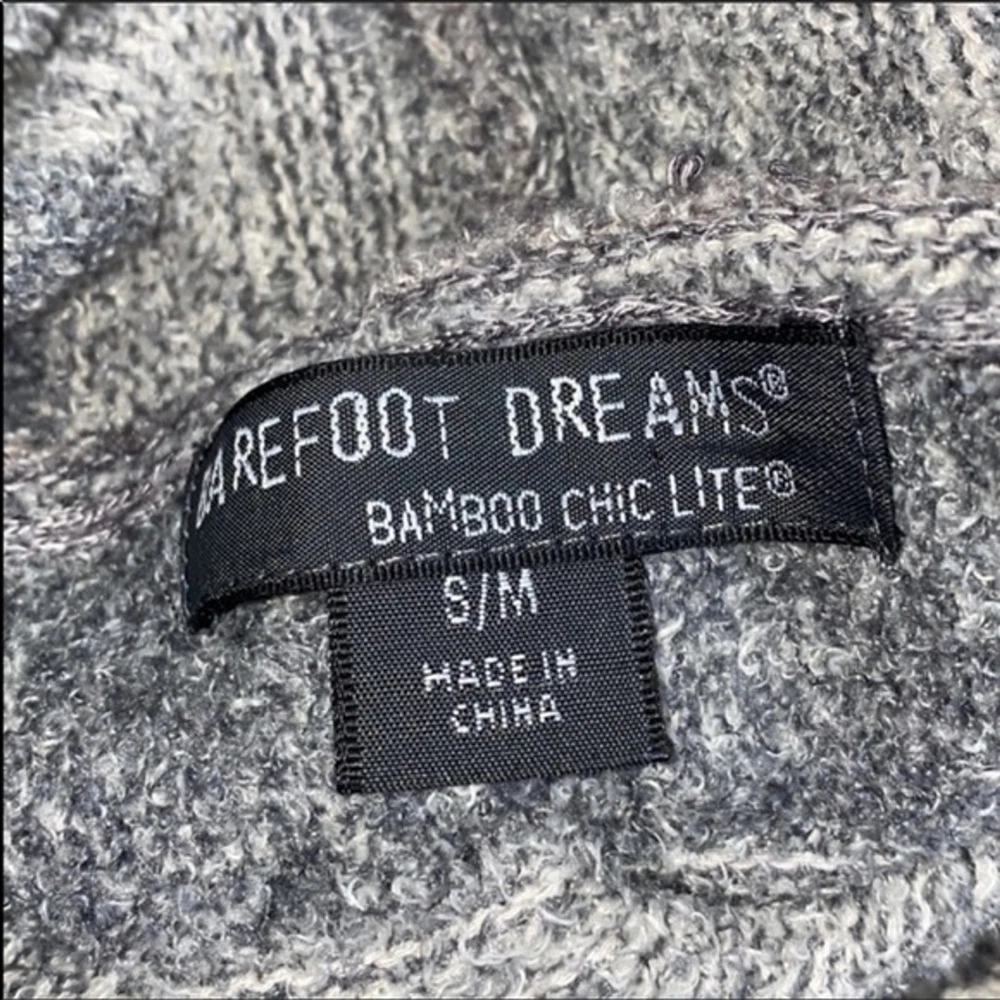 BAREFOOT DREAMS®
BAMBOO CHIC LITE®
S/M
MADE IN
CHINA